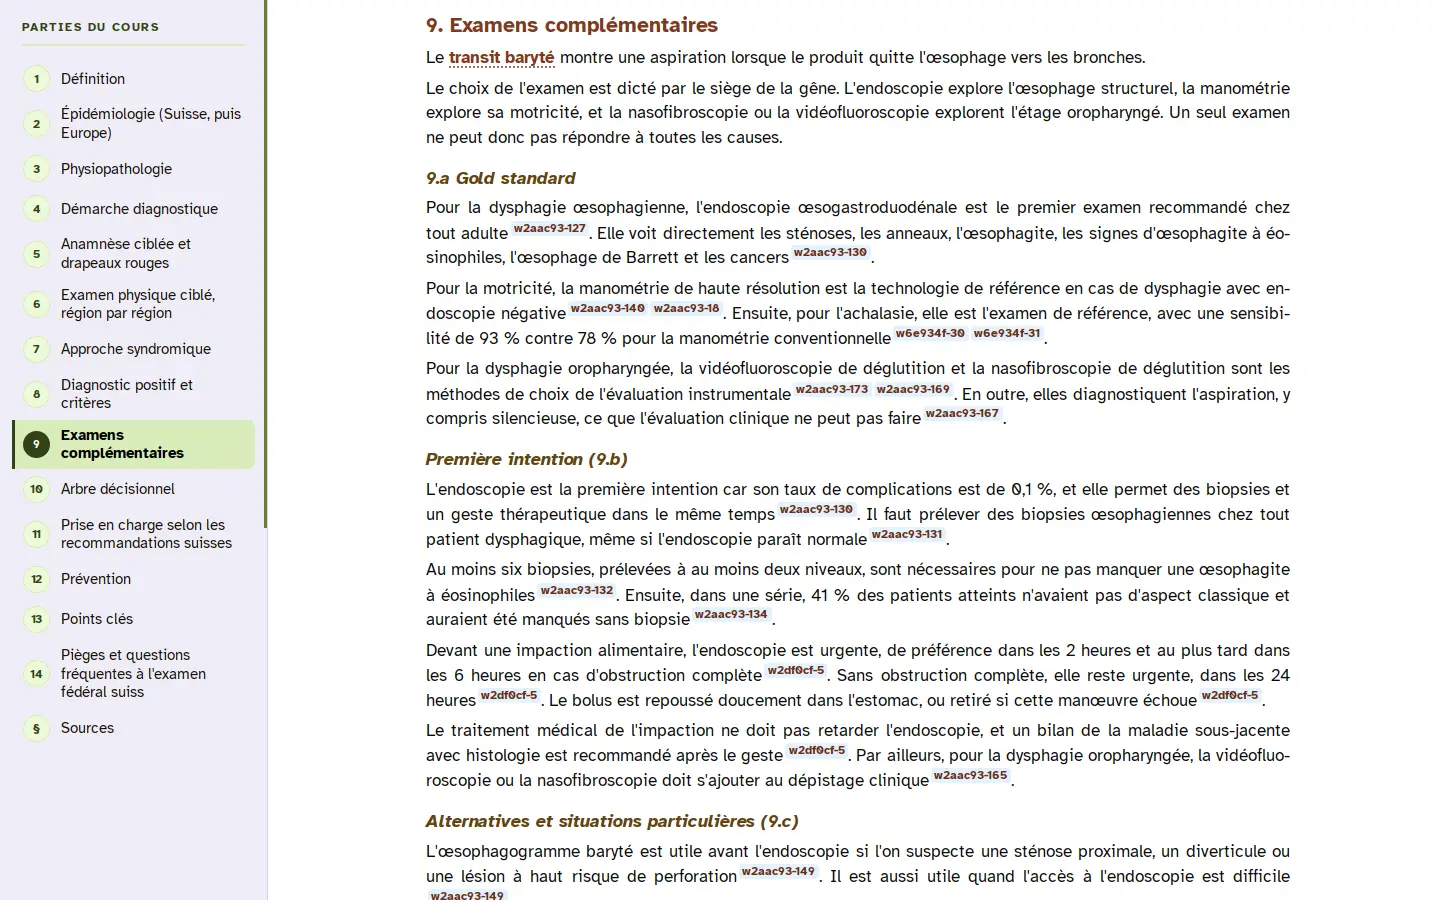 PARTIES DU COURS
1 Définition
2 Épidémiologie (Suisse, puis
Europe)
3 Physiopathologie
4 Démarche diagnostique
5 Anamnèse ciblée et
drapeaux rouges
6 Examen physique ciblé,
région par région
7 Approche syndromique
8 Diagnostic positif et
critères
9 Examens
complémentaires
10 Arbre décisionnel
11 Prise en charge selon les
recommandations suisses
12 Prévention
13 Points clés
14 Pièges et questions
fréquentes à l'examen
fédéral suiss
§ Sources
9. Examens complémentaires
Le transit baryté montre une aspiration lorsque le produit quitte l'œsophage vers les bronches.
Le choix de l'examen est dicté par le siège de la gêne. L'endoscopie explore l'œsophage structurel, la manométrie
explore sa motricité, et la nasofibroscopie ou la vidéofluoroscopie explorent l'étage oropharyngé. Un seul examen
ne peut donc pas répondre à toutes les causes.
9.a Gold standard
Pour la dysphagie œsophagienne, l'endoscopie œsogastroduodénale est le premier examen recommandé chez
tout adulte w2aac93-127. Elle voit directement les sténoses, les anneaux, l'œsophagite, les signes d'œsophagite à éo-
sinophiles, l'œsophage de Barrett et les cancers w2aac93-130.
Pour la motricité, la manométrie de haute résolution est la technologie de référence en cas de dysphagie avec en-
doscopie négative w2aac93-140 w2aac93-18. Ensuite, pour l'achalasie, elle est l'examen de référence, avec une sensibi-
lité de 93 % contre 78 % pour la manométrie conventionnelle w6e934f-30 w6e934f-31.
Pour la dysphagie oropharyngée, la vidéofluoroscopie de déglutition et la nasofibroscopie de déglutition sont les
méthodes de choix de l'évaluation instrumentale w2aac93-173 w2aac93-169. En outre, elles diagnostiquent l'aspiration, y
compris silencieuse, ce que l'évaluation clinique ne peut pas faire w2aac93-167.
Première intention (9.b)
L'endoscopie est la première intention car son taux de complications est de 0,1 %, et elle permet des biopsies et
un geste thérapeutique dans le même temps w2aac93-130. Il faut prélever des biopsies œsophagiennes chez tout
patient dysphagique, même si l'endoscopie paraît normale w2aac93-131.
Au moins six biopsies, prélevées à au moins deux niveaux, sont nécessaires pour ne pas manquer une œsophagite
à éosinophiles w2aac93-132. Ensuite, dans une série, 41 % des patients atteints n'avaient pas d'aspect classique et
auraient été manqués sans biopsie w2aac93-134.
Devant une impaction alimentaire, l'endoscopie est urgente, de préférence dans les 2 heures et au plus tard dans
les 6 heures en cas d'obstruction complète w2df0cf-5. Sans obstruction complète, elle reste urgente, dans les 24
heures w2df0cf-5. Le bolus est repoussé doucement dans l'estomac, ou retiré si cette manœuvre échoue w2df0cf-5.
Le traitement médical de l'impaction ne doit pas retarder l'endoscopie, et un bilan de la maladie sous-jacente
avec histologie est recommandé après le geste w2df0cf-5. Par ailleurs, pour la dysphagie oropharyngée, la vidéofluo-
roscopie ou la nasofibroscopie doit s'ajouter au dépistage clinique w2aac93-165.
Alternatives et situations particulières (9.c)
L'œsophagogramme baryté est utile avant l'endoscopie si l'on suspecte une sténose proximale, un diverticule ou
une lésion à haut risque de perforation w2aac93-149. Il est aussi utile quand l'accès à l'endoscopie est difficile
w2aac93-149